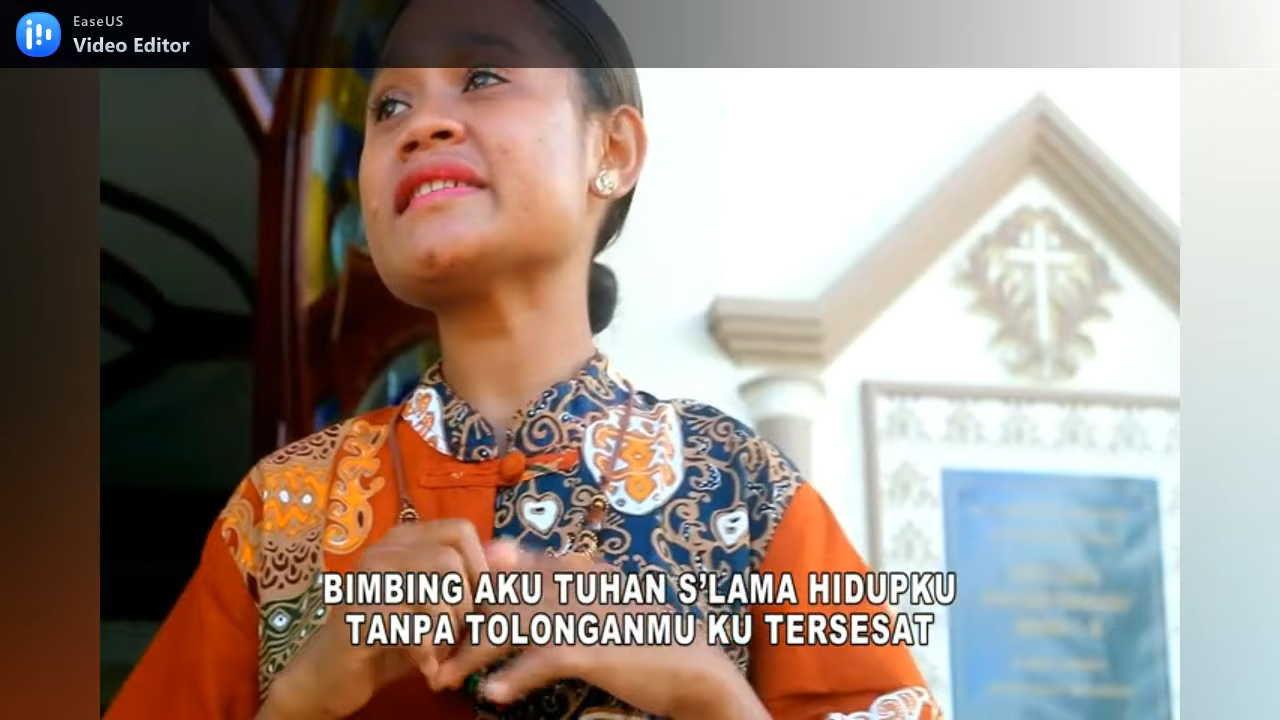 EaseUS
Video Editor
BIMBING AKU TUHAN S'LAMA HIDUPKU
TANPA TOLONGANMU KU TERSESAT